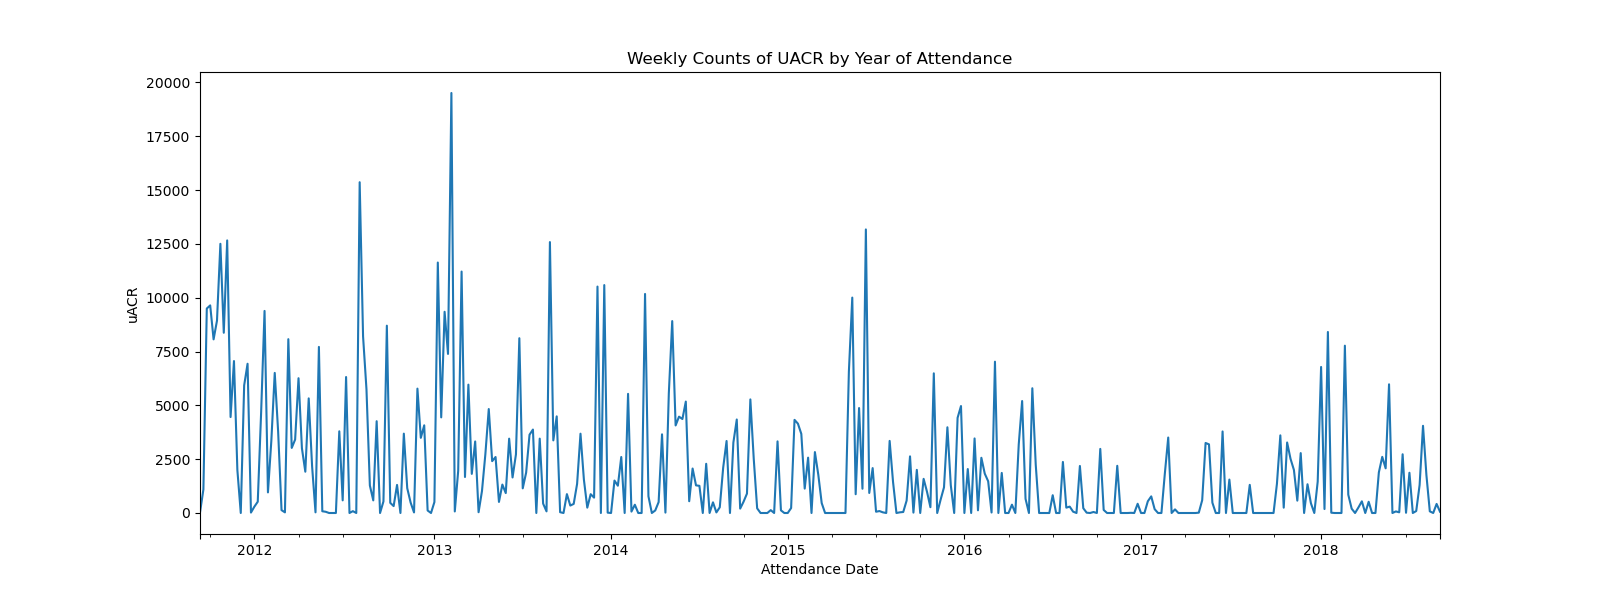 Weekly Counts of UACR by Year of Attendance
20000
17500
15000
12500
10000
7500
5000
2500
0
uACR
2012 2013 2014 2015 2016 2017 2018
Attendance Date